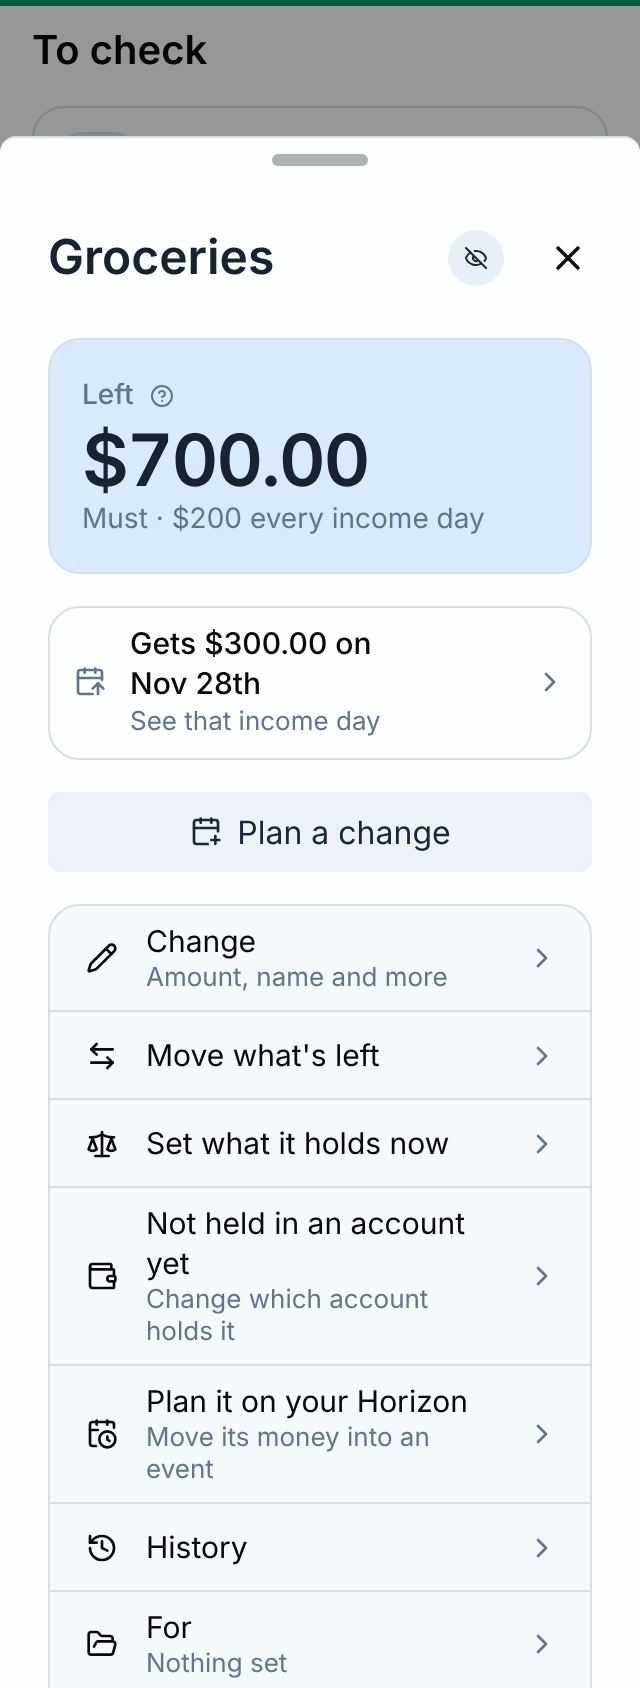 To check
Groceries
Left
$700.00
Must · $200 every income day
Gets $300.00 on
Nov 28th
See that income day
Plan a change
Change
Amount, name and more
Move what's left
Set what it holds now
Not held in an account
yet
Change which account
holds it
Plan it on your Horizon
Move its money into an
event
History
For
Nothing set